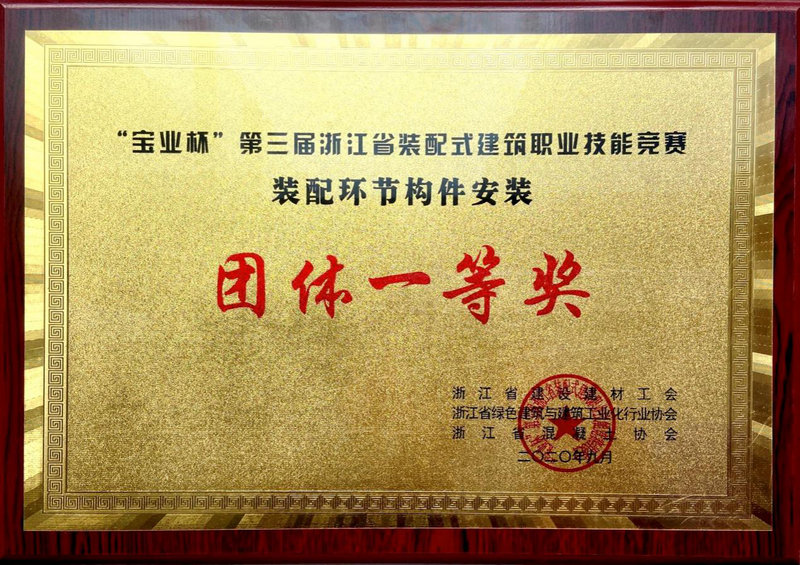 “宝业杯”第三届浙江省装配式建筑职业技能竞赛
装配环节构件安装
团体一等奖
浙江省建设建材工会
浙江省绿色建筑与建筑工业化行业协会
浙江省混凝土协会
二〇二〇年九月